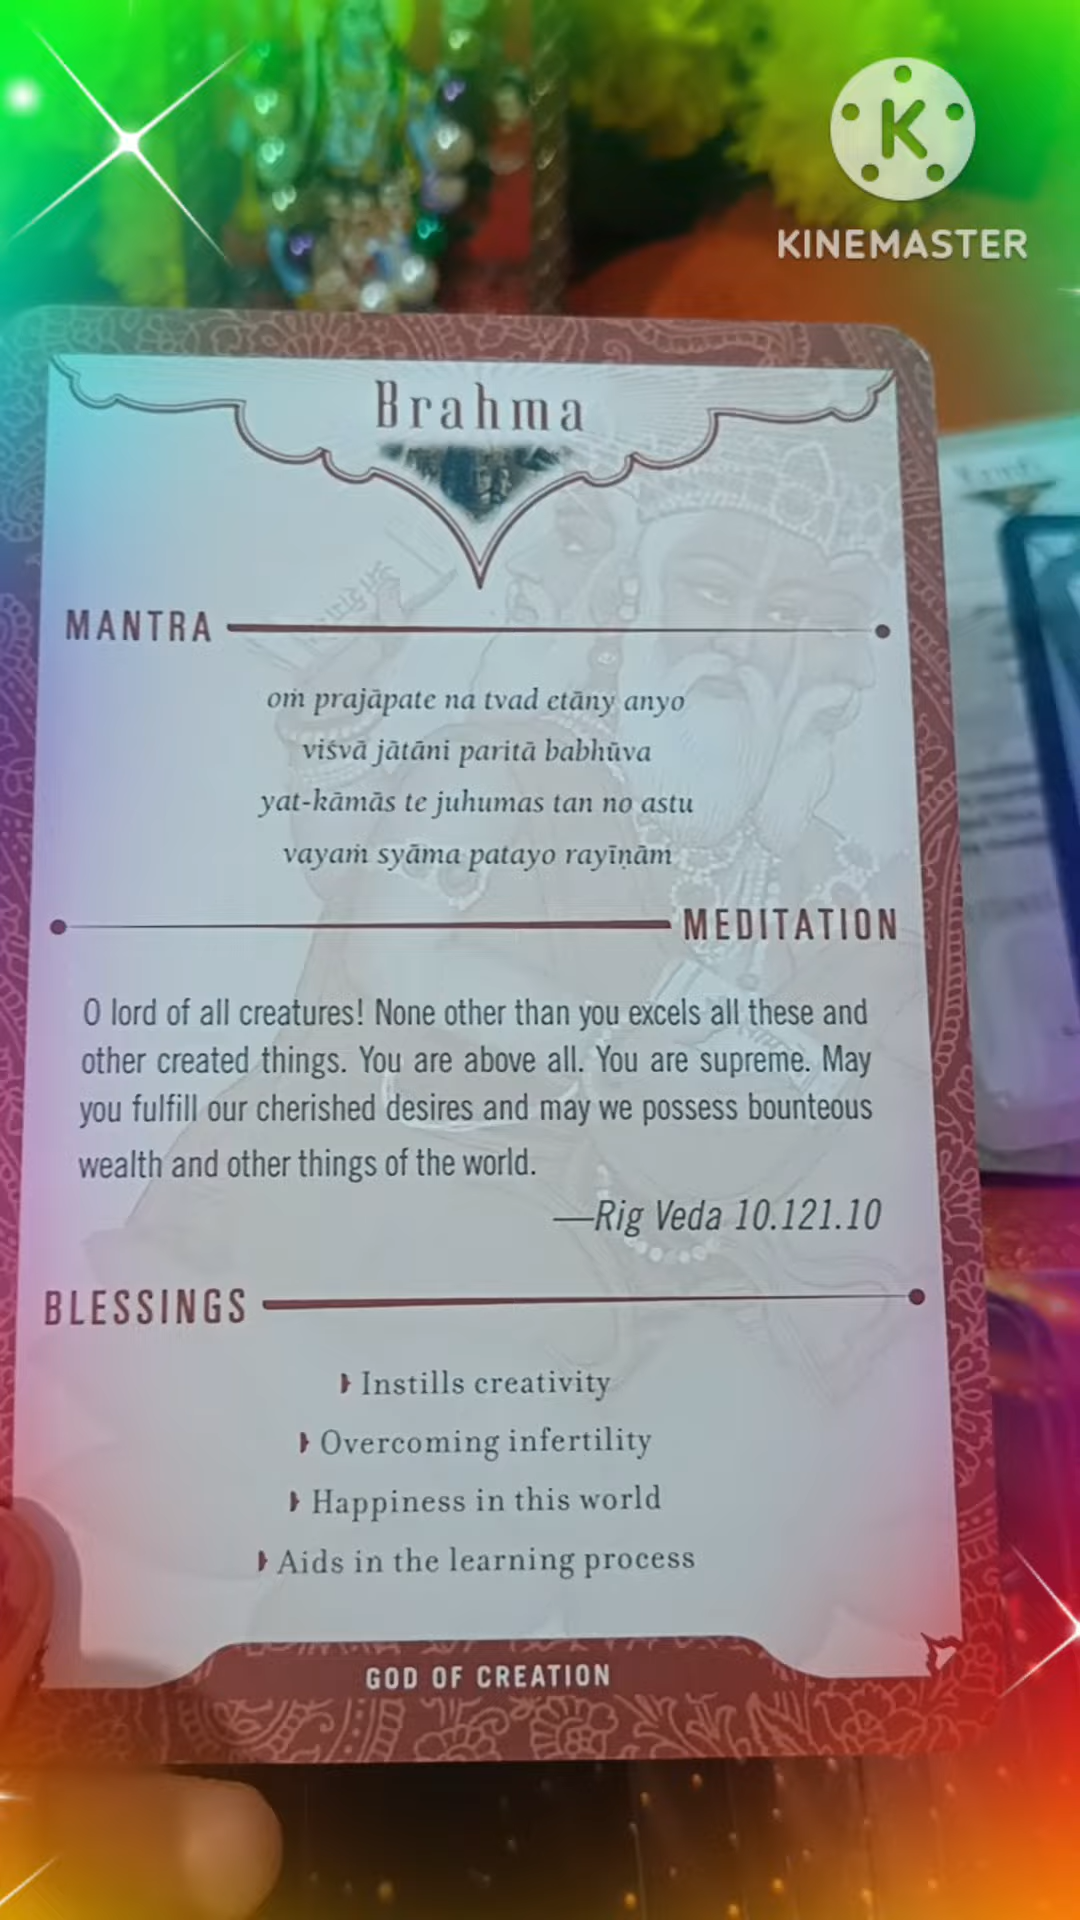 K
KINEMASTER
Brahma
MANTRA
oṁ prajāpate na tvad etāny anyo
viśvā jātāni paritā babhūva
yat-kāmās te juhumas tan no astu
vayaṁ syāma patayo rayīṇām
MEDITATION
O lord of all creatures! None other than you excels all these and
other created things. You are above all. You are supreme. May
you fulfill our cherished desires and may we possess bounteous
wealth and other things of the world.
—Rig Veda 10.121.10
BLESSINGS
Instills creativity
Overcoming infertility
Happiness in this world
Aids in the learning process
GOD OF CREATION